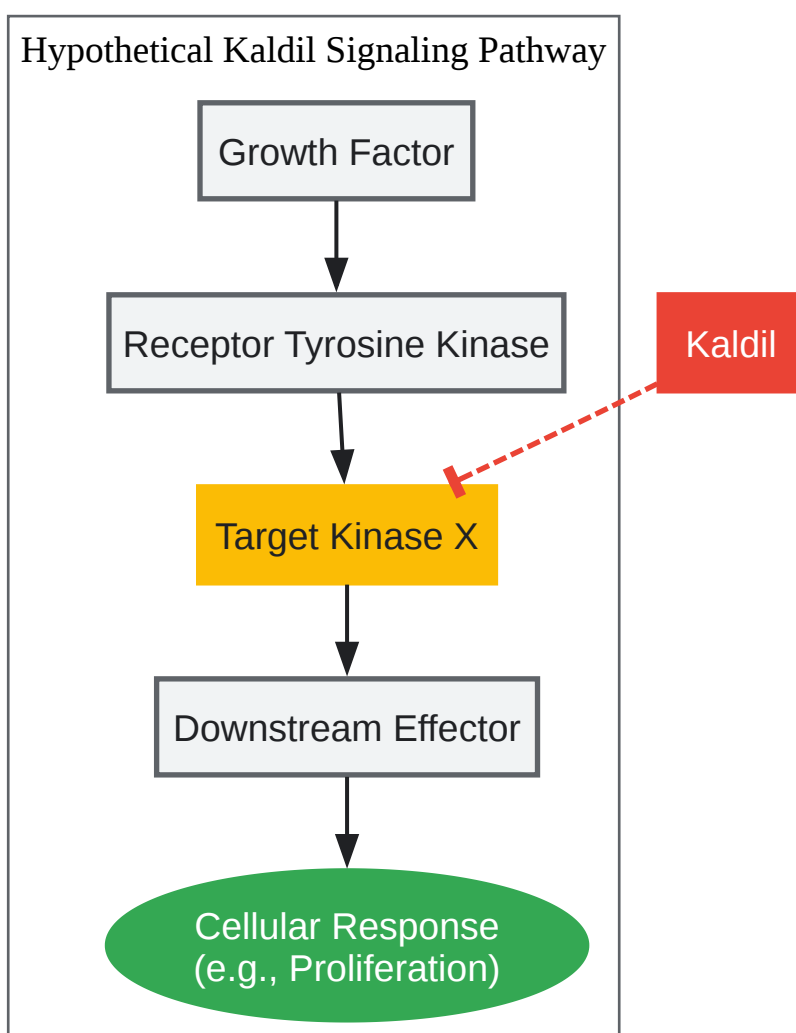 Hypothetical Kaldil Signaling Pathway
Growth Factor
Receptor Tyrosine Kinase
Kaldil
Target Kinase X
Downstream Effector
Cellular Response
(e.g., Proliferation)